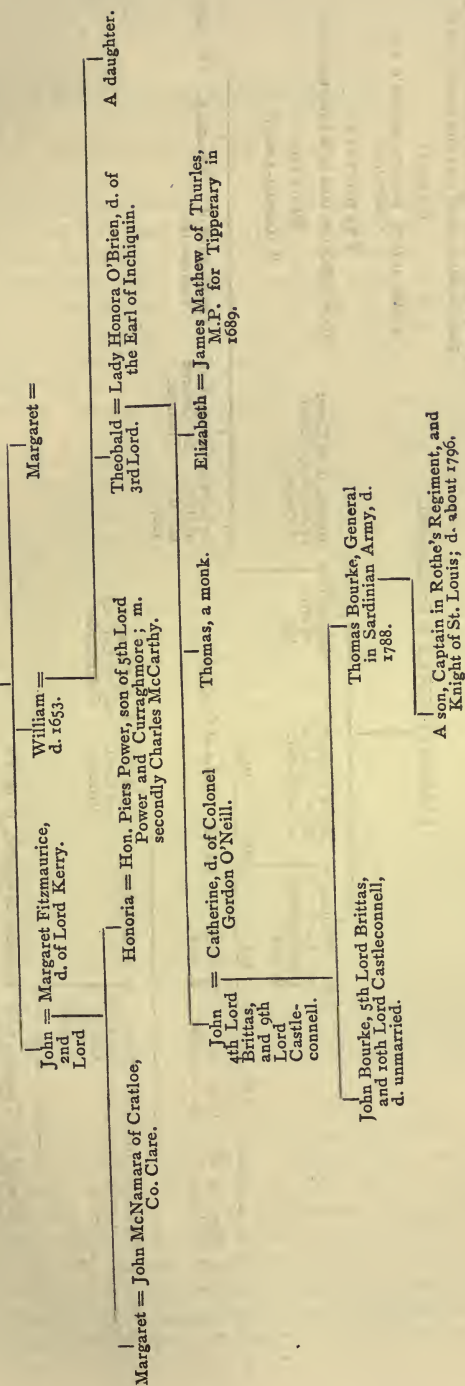 John = Margaret Fitzmaurice,
2nd d. of Lord Kerry.
Lord
William =
d. 1653.
Margaret =
Margaret = John McNamara of Cratloe,
Co. Clare.
Honoria = Hon. Piers Power, son of 5th Lord
Power and Curraghmore ; m.
secondly Charles McCarthy.
Theobald = Lady Honora O'Brien, d. of
3rd Lord. the Earl of Inchiquin.
A daughter.
John = Catherine, d. of Colonel
4th Lord Gordon O'Neill.
Brittas,
and 9th
Lord
Castle-
connell.
Thomas, a monk.
Elizabeth = James Mathew of Thurles,
M.P. for Tipperary in
1689.
John Bourke, 5th Lord Brittas,
and 10th Lord Castleconnell,
d. unmarried.
Thomas Bourke, General
in Sardinian Army, d.
1788.
A son, Captain in Rothe's Regiment, and
Knight of St. Louis; d. about 1796.